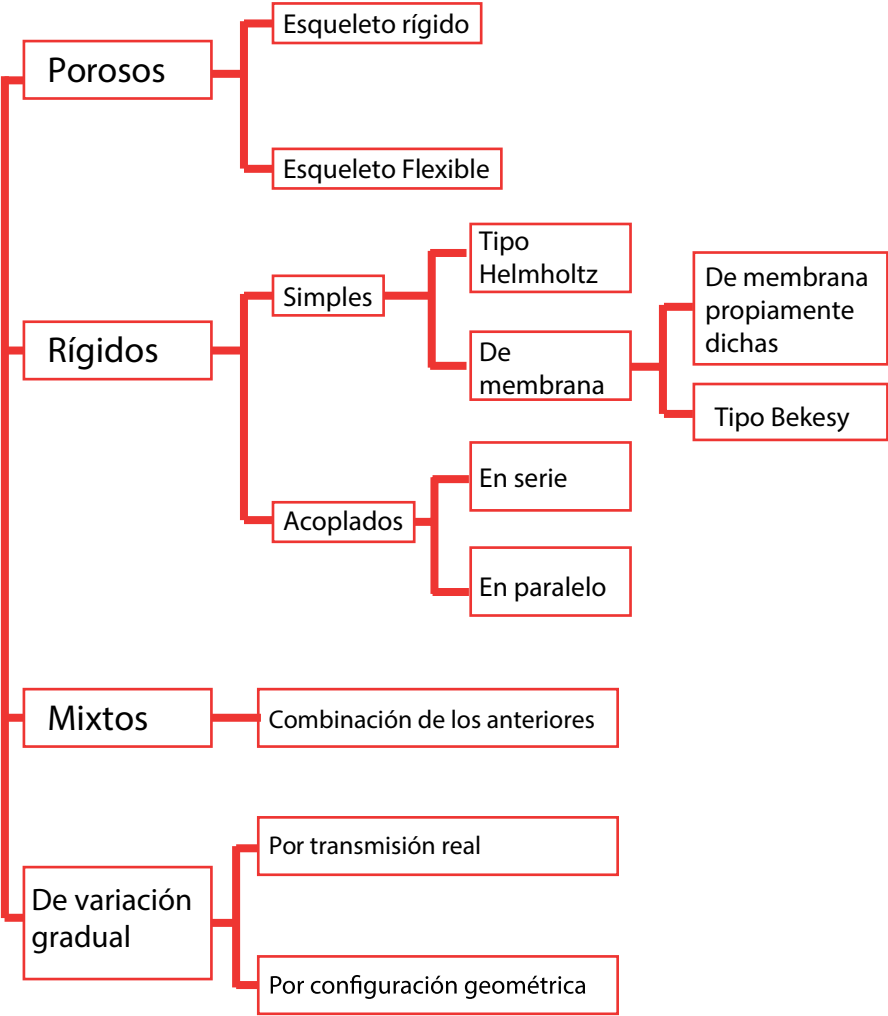 Porosos
Esqueleto rígido
Esqueleto Flexible
Rígidos
Simples
Tipo
Helmholtz
De
membrana
De membrana
propiamente
dichas
Tipo Bekesy
Acoplados
En serie
En paralelo
Mixtos
Combinación de los anteriores
De variación
gradual
Por transmisión real
Por configuración geométrica